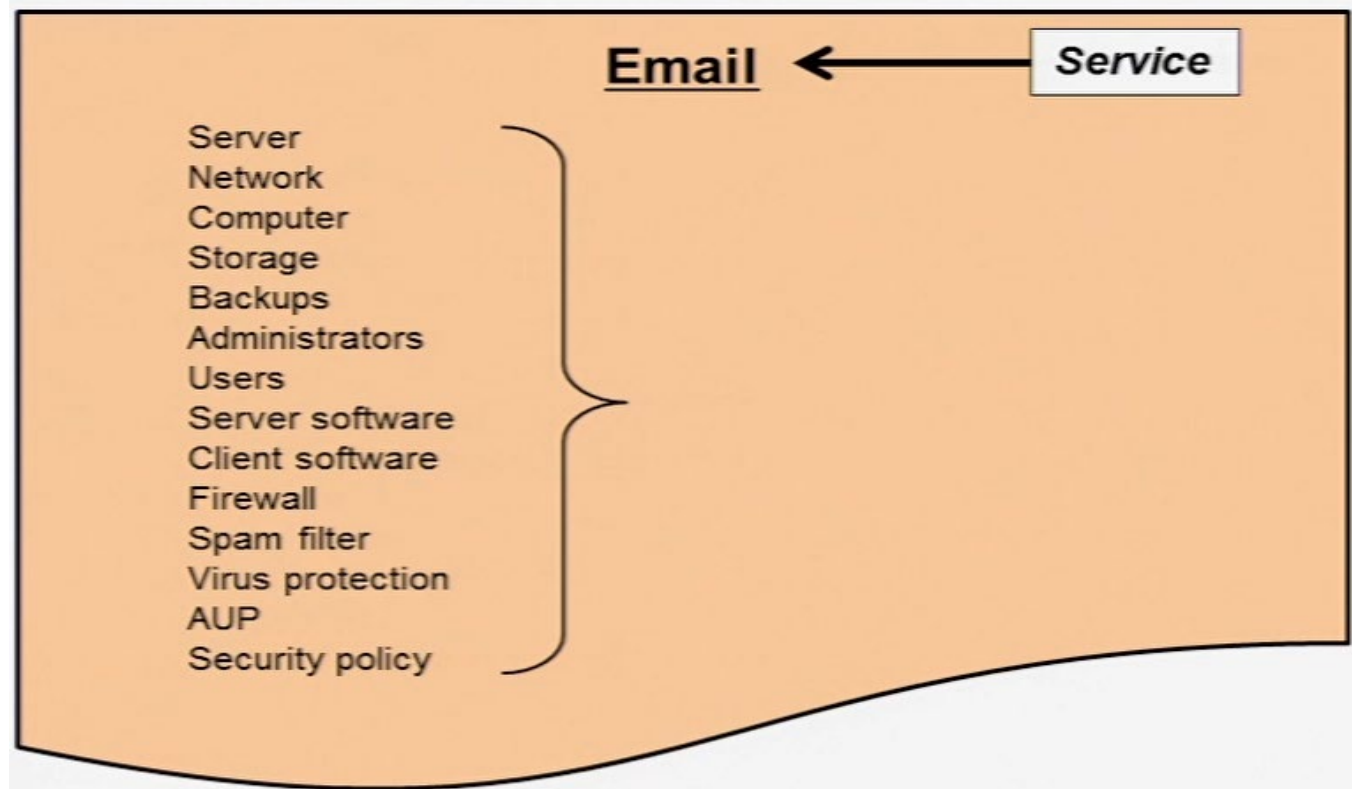 Email
Service
Server
Network
Computer
Storage
Backups
Administrators
Users
Server software
Client software
Firewall
Spam filter
Virus protection
AUP
Security policy